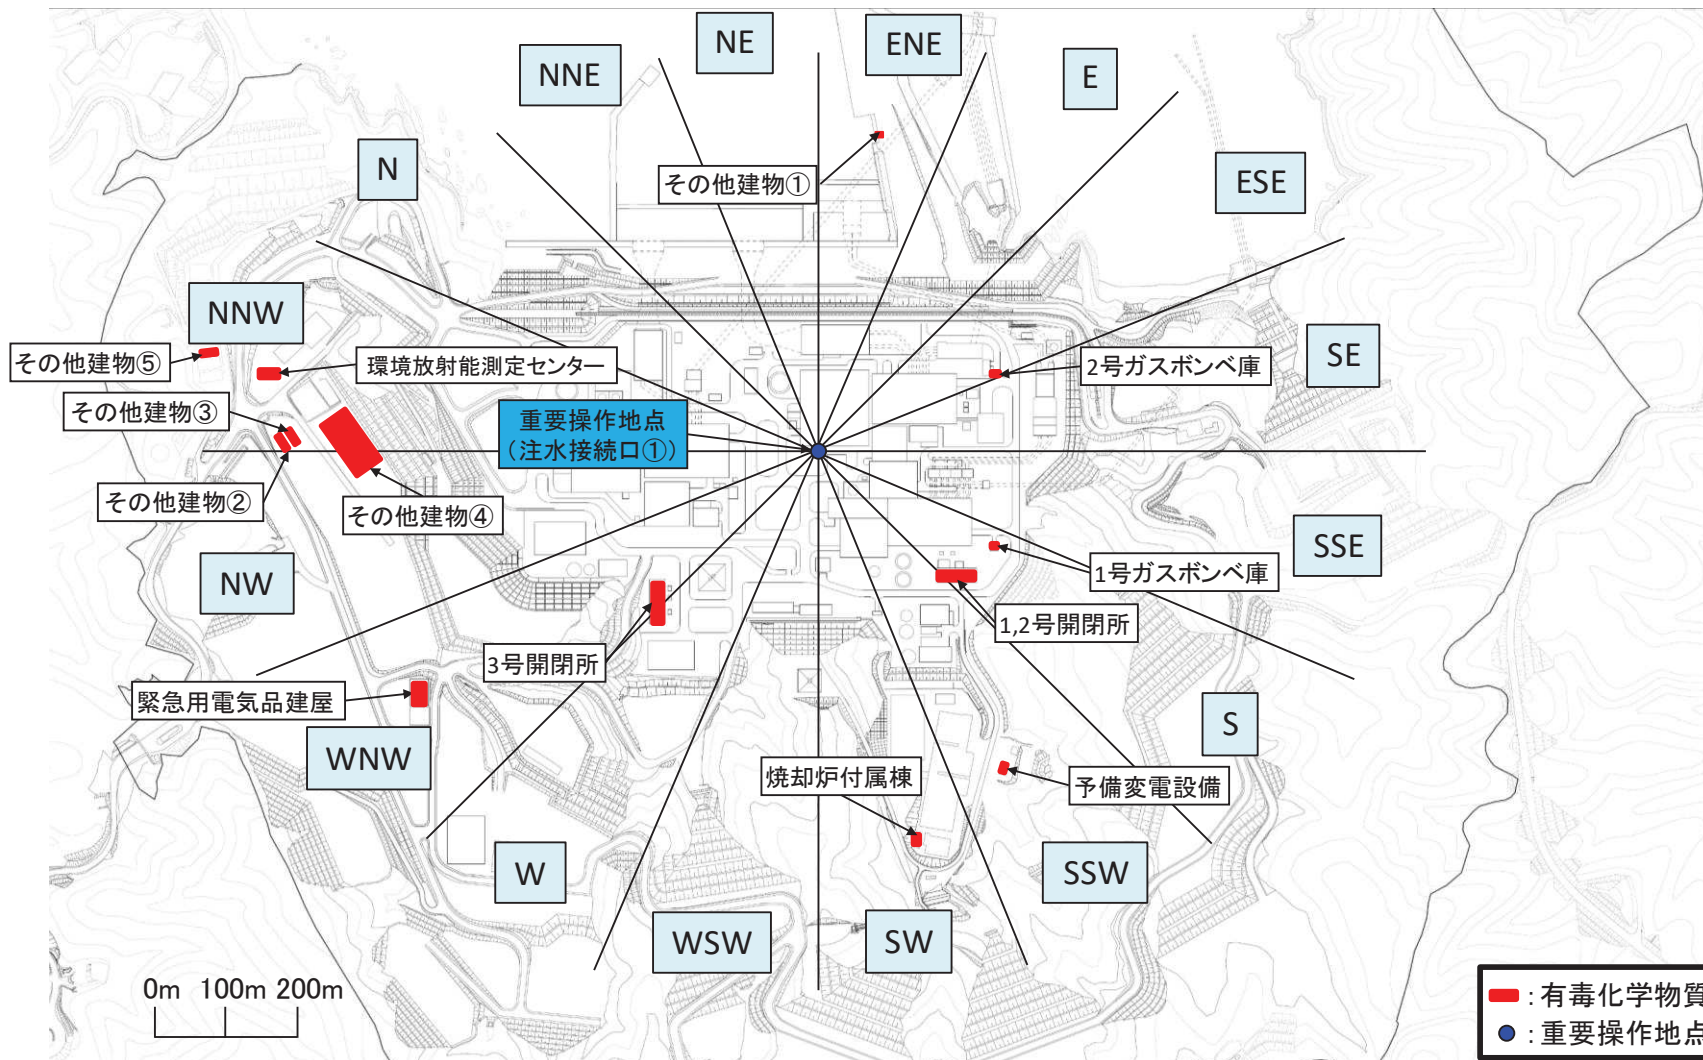 NE
ENE
NNE
E
N
その他建物①
ESE
NNW
SE
その他建物⑤
環境放射能測定センター
2号ガスボンベ庫
その他建物③
重要操作地点
(注水接続口①)
その他建物②
その他建物④
SSE
NW
1号ガスボンベ庫
1,2号開閉所
3号開閉所
緊急用電気品建屋
S
WNW
焼却炉付属棟
予備変電設備
W
SSW
WSW
SW
0m 100m 200m
:有毒化学物質
:重要操作地点